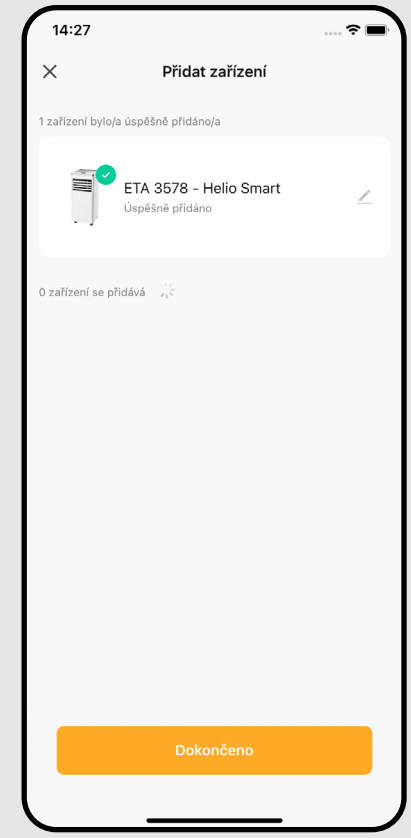 14:27
Přidat zařízení
1 zařízení bylo/a úspěšně přidáno/a
ETA 3578 - Helio Smart
Úspěšně přidáno
0 zařízení se přidává
Dokončeno